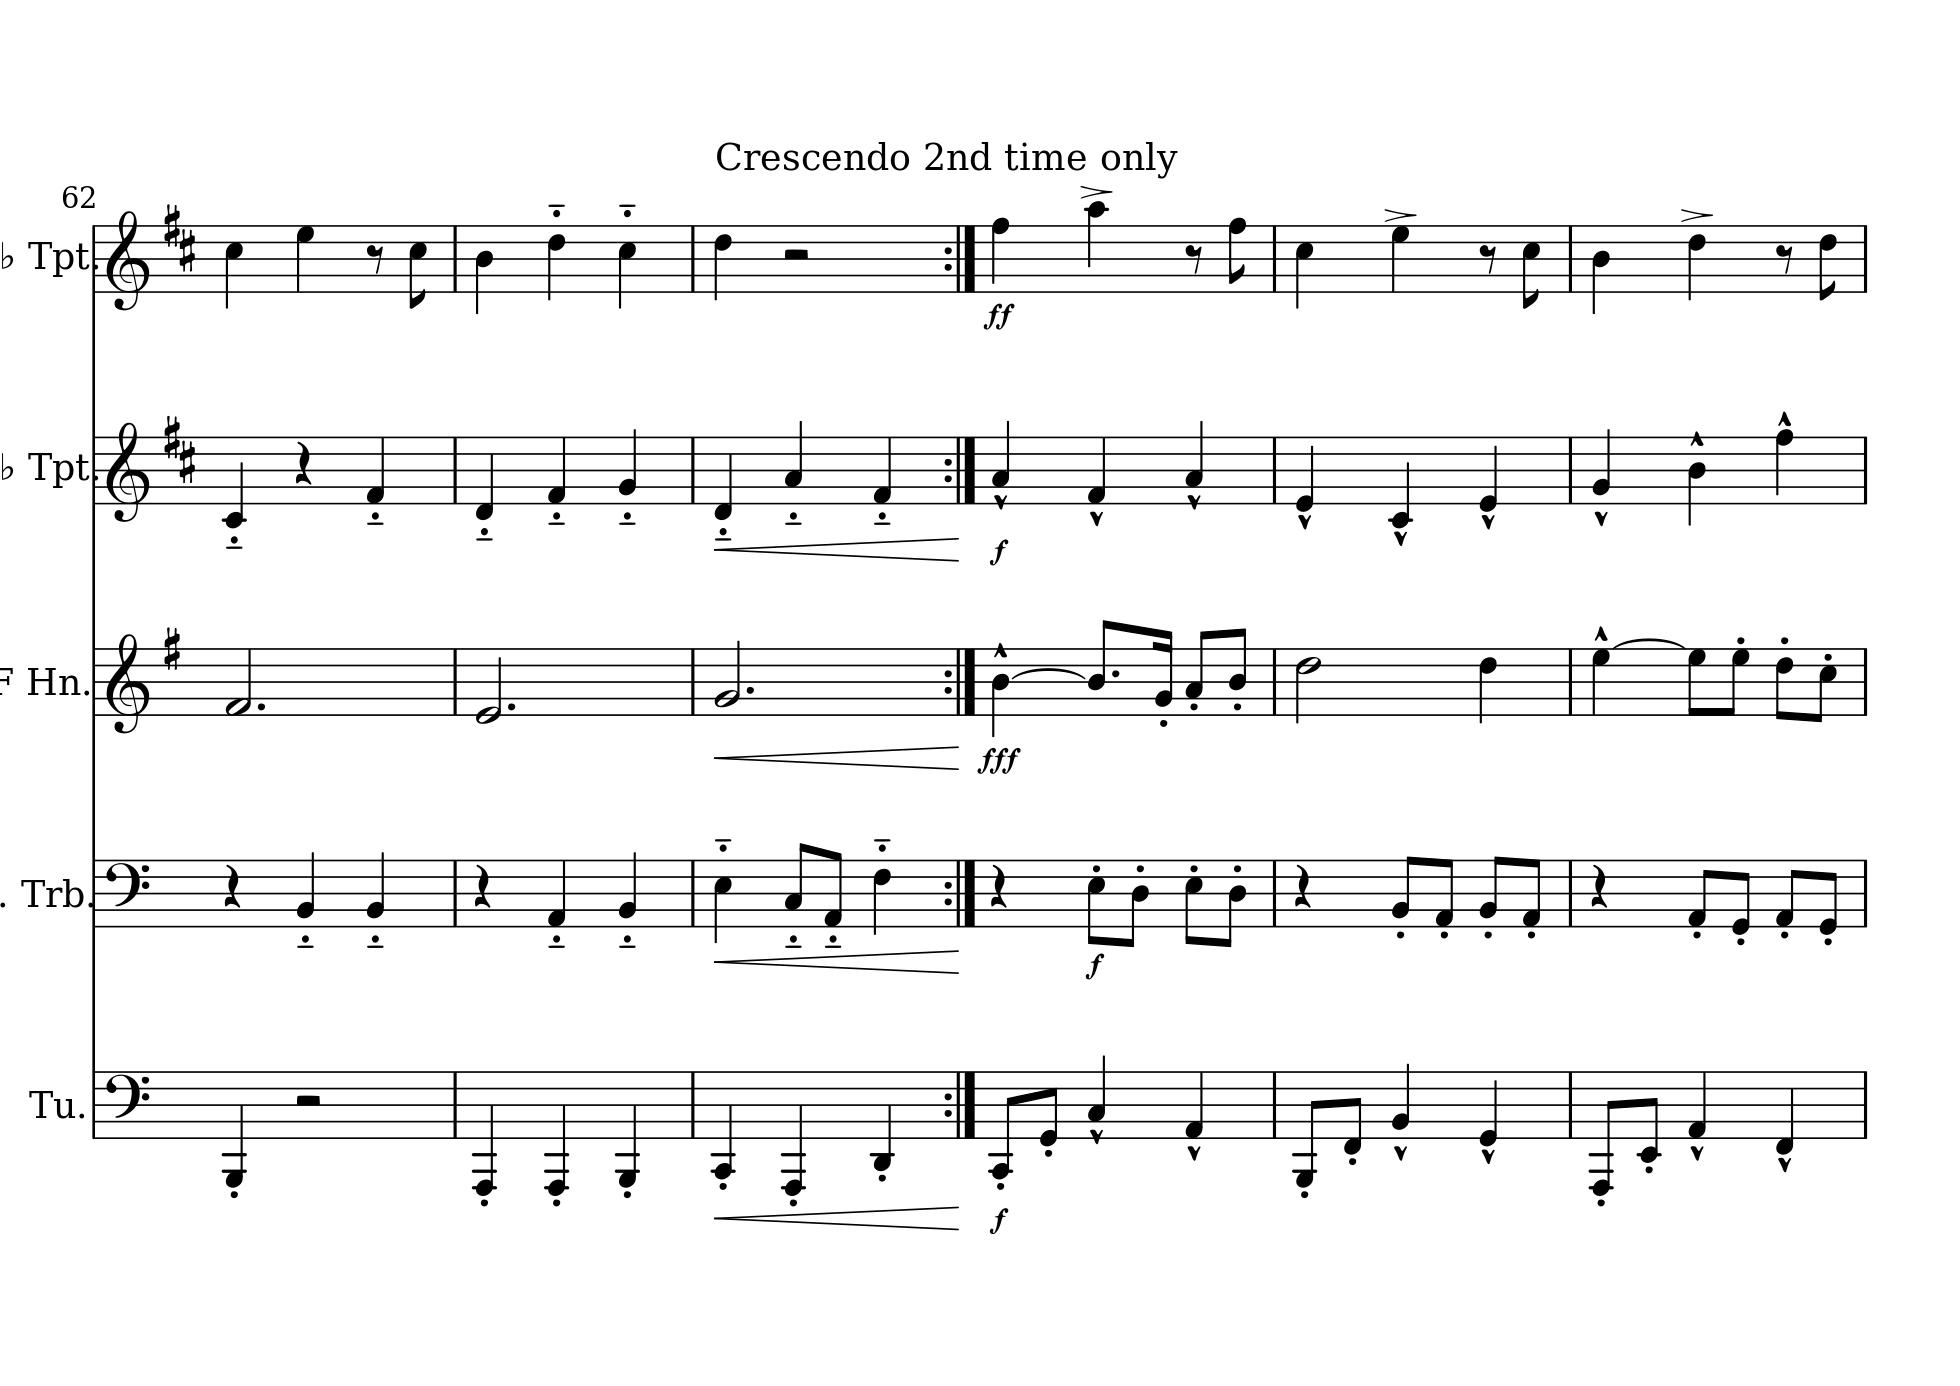 Crescendo 2nd time only
62
♭ Tpt.
ff
♭ Tpt.
f
F Hn.
fff
. Trb.
f
Tu.
f